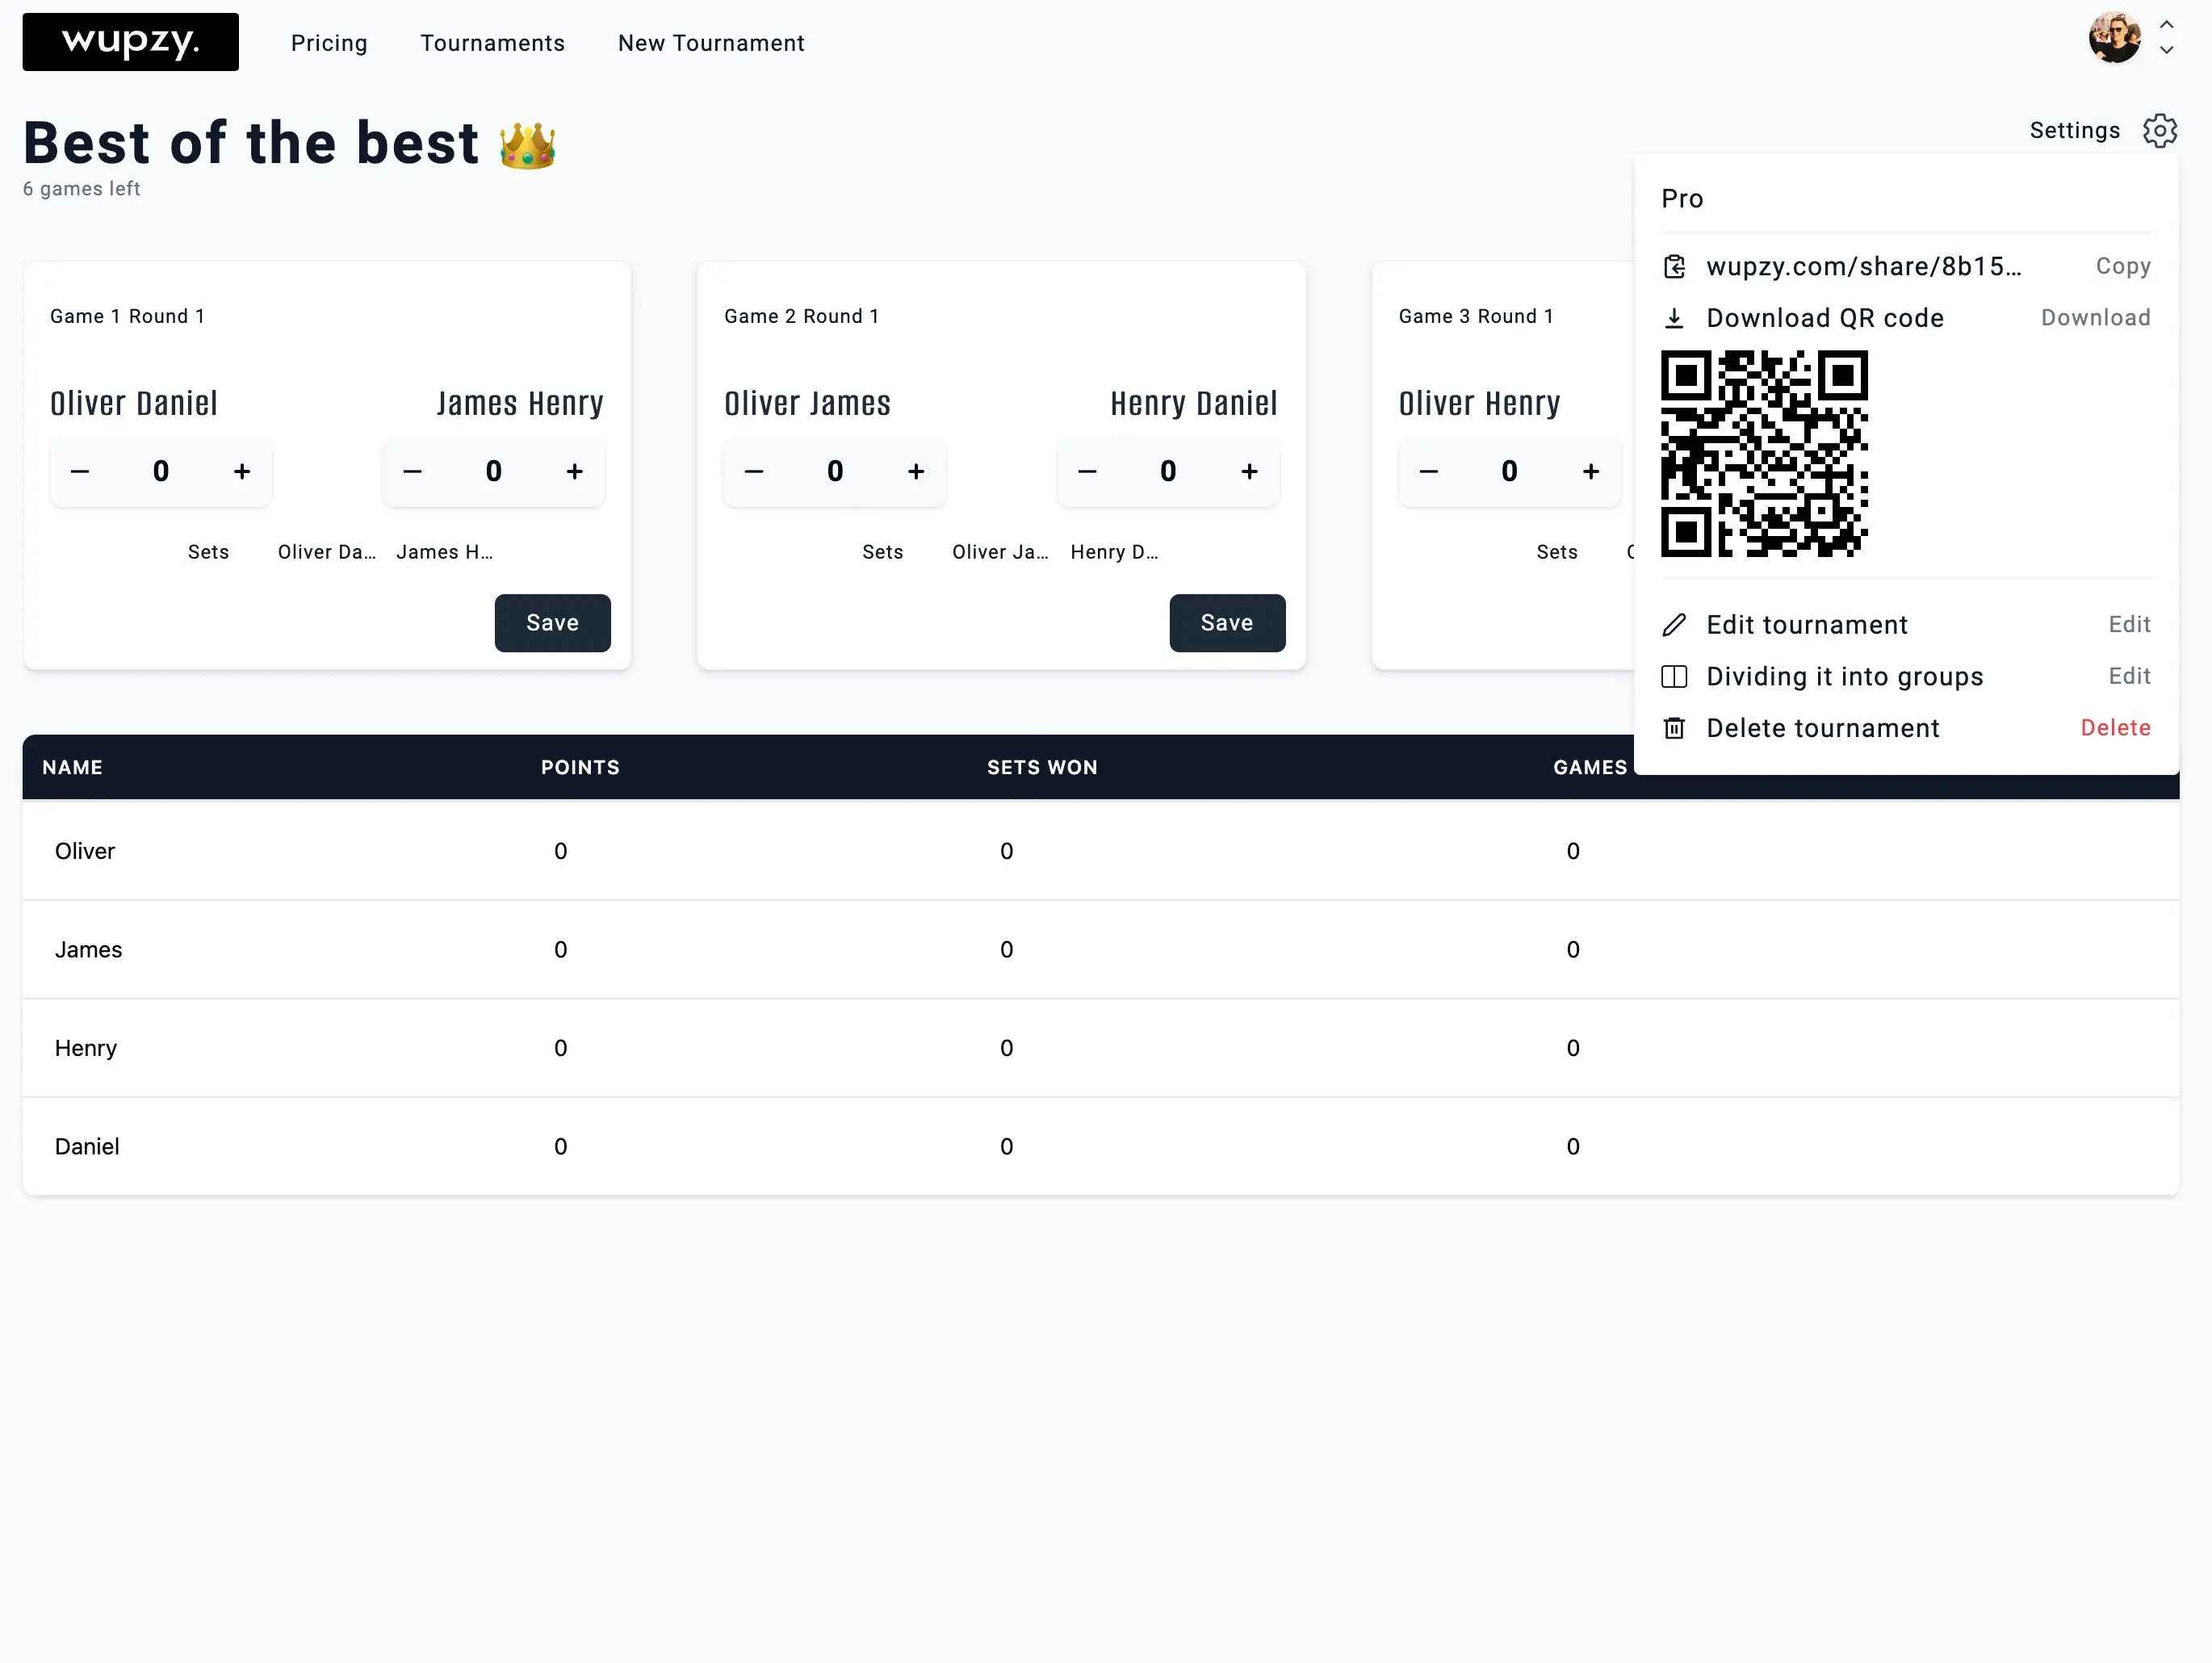 wupzy.
Pricing
Tournaments
New Tournament
Best of the best
6 games left
Settings
Pro
wupzy.com/share/8b15...
Copy
Download QR code
Download
Edit tournament
Edit
Dividing it into groups
Edit
Delete tournament
Delete
Game 1 Round 1
Oliver Daniel
James Henry
0
0
Sets
Oliver Da...
James H...
Save
Game 2 Round 1
Oliver James
Henry Daniel
0
0
Sets
Oliver Ja...
Henry D...
Save
Game 3 Round 1
Oliver Henry
0
Sets
NAME POINTS SETS WON GAMES
Oliver 0 0 0
James 0 0 0
Henry 0 0 0
Daniel 0 0 0